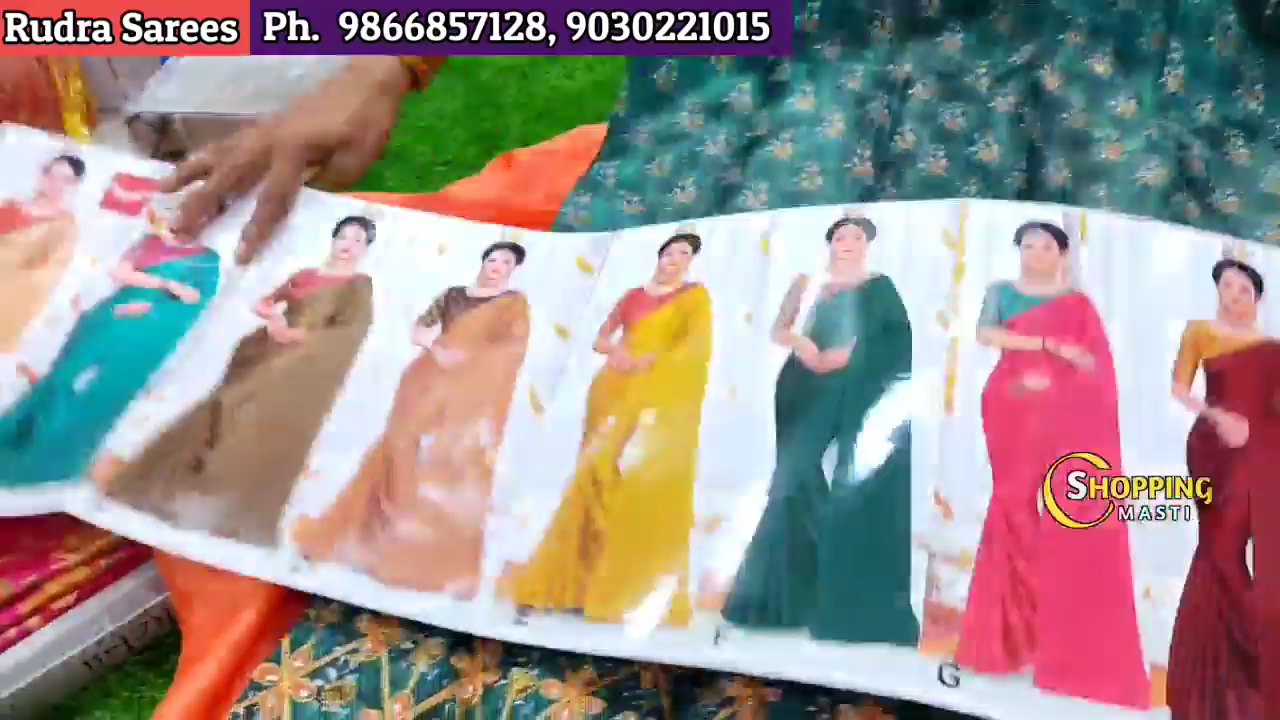 Rudra Sarees Ph. 9866857128, 9030221015
SHOPPING
MASTI
E
F
G